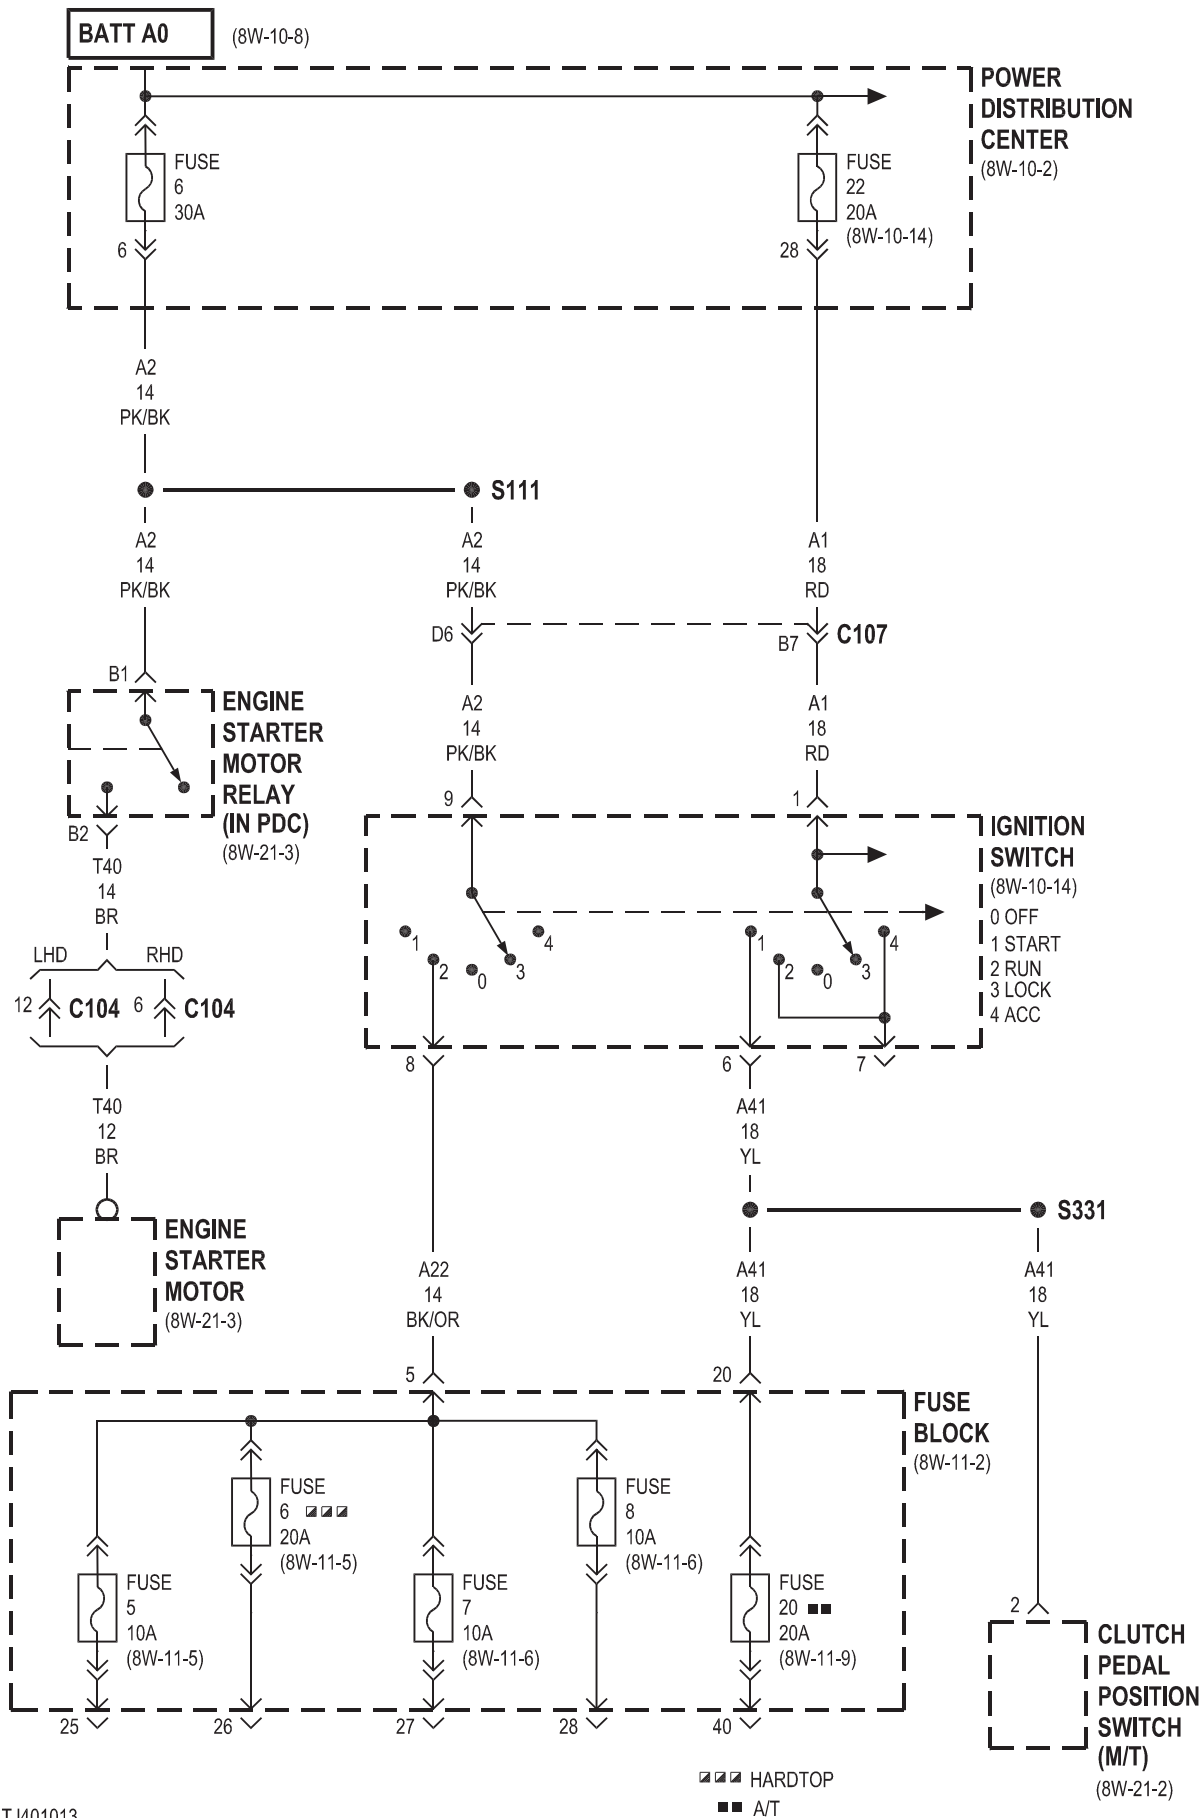 BATT A0 (8W-10-8)
POWER
DISTRIBUTION
CENTER
(8W-10-2)
FUSE
6
30A
6
FUSE
22
20A
(8W-10-14)
28
A2
14
PK/BK
S111
A2
14
PK/BK
A2
14
PK/BK
A1
18
RD
D6
B7
C107
B1
A2
14
PK/BK
A1
18
RD
ENGINE
STARTER
MOTOR
RELAY
(IN PDC)
(8W-21-3)
9
1
B2
IGNITION
SWITCH
(8W-10-14)
0 OFF
1 START
2 RUN
3 LOCK
4 ACC
1
2
0
3
4
1
2
0
3
4
T40
14
BR
LHD
RHD
12
C104
6
C104
8
6
7
T40
12
BR
A41
18
YL
S331
ENGINE
STARTER
MOTOR
(8W-21-3)
A22
14
BK/OR
A41
18
YL
A41
18
YL
5
20
FUSE
BLOCK
(8W-11-2)
FUSE
6
20A
(8W-11-5)
FUSE
8
10A
(8W-11-6)
FUSE
5
10A
(8W-11-5)
FUSE
7
10A
(8W-11-6)
FUSE
20
20A
(8W-11-9)
2
CLUTCH
PEDAL
POSITION
SWITCH
(M/T)
(8W-21-2)
25
26
27
28
40
HARDTOP
A/T